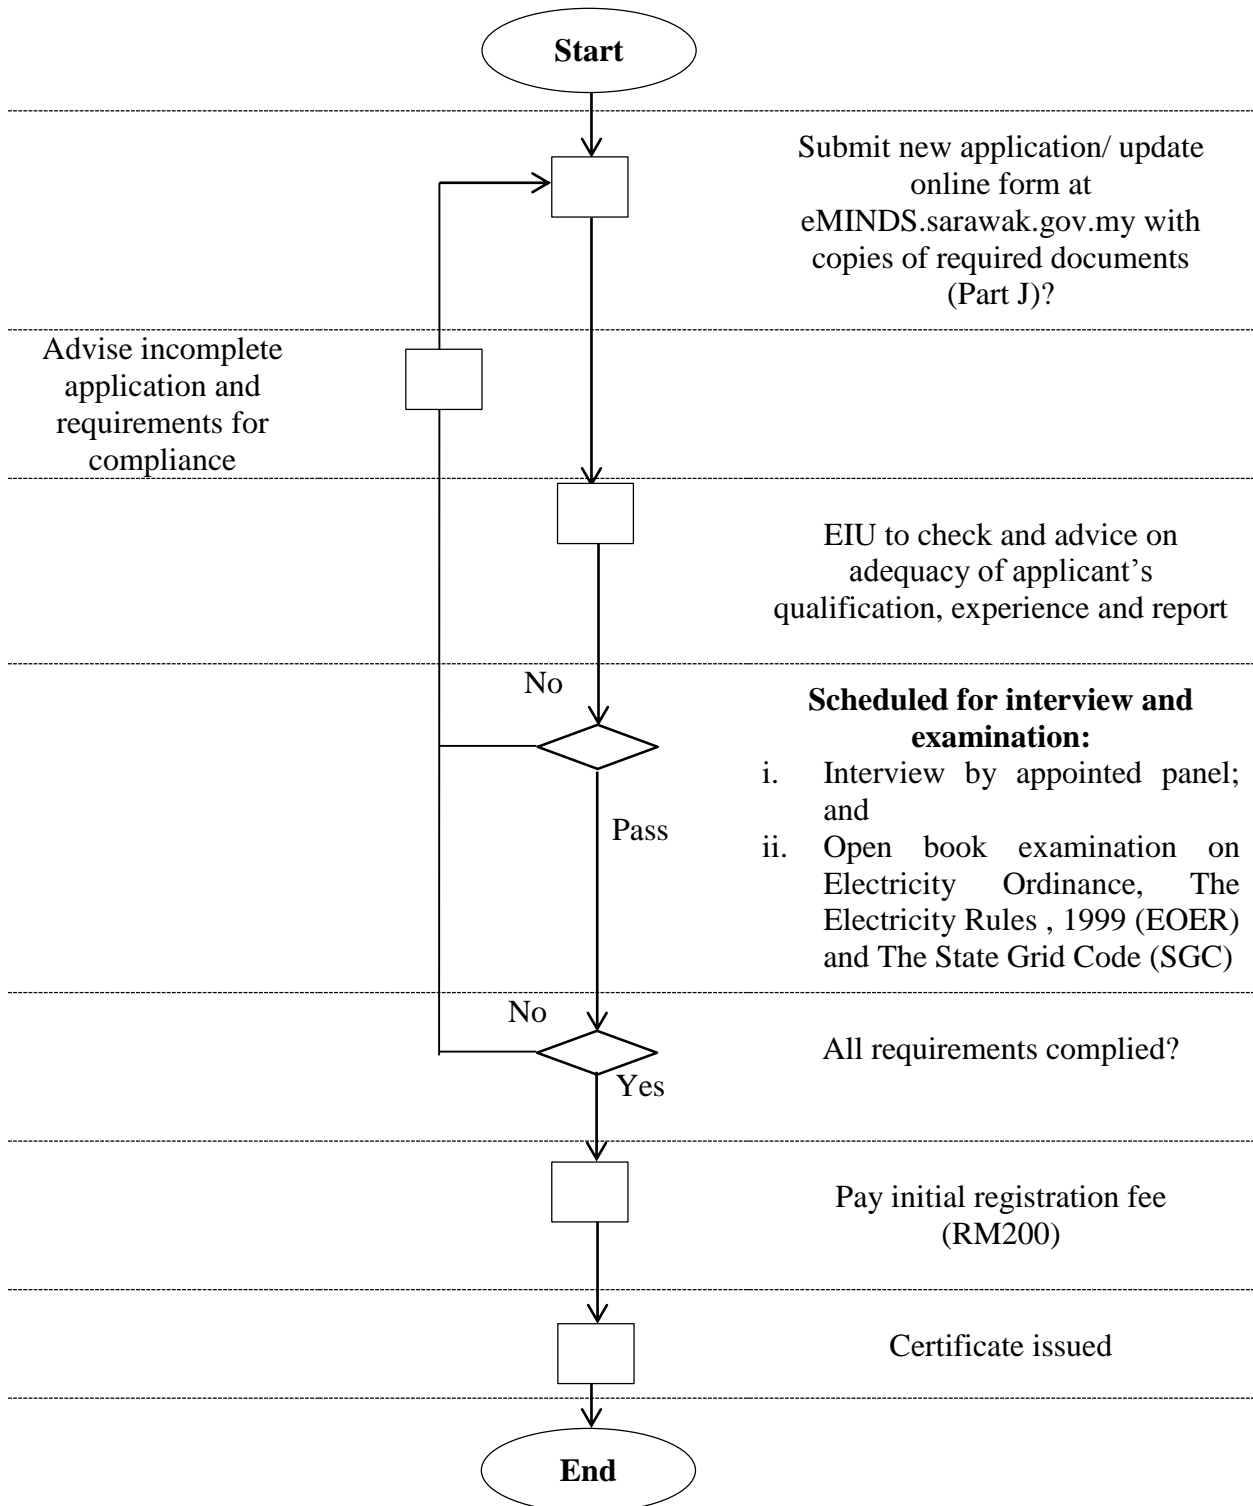 Start
Submit new application/ update
online form at
eMINDS.sarawak.gov.my with
copies of required documents
(Part J)?
Advise incomplete
application and
requirements for
compliance
EIU to check and advice on
adequacy of applicant’s
qualification, experience and report
No
Scheduled for interview and
examination:
i. Interview by appointed panel;
and
Pass
ii. Open book examination on
Electricity Ordinance, The
Electricity Rules , 1999 (EOER)
and The State Grid Code (SGC)
No
All requirements complied?
Yes
Pay initial registration fee
(RM200)
Certificate issued
End